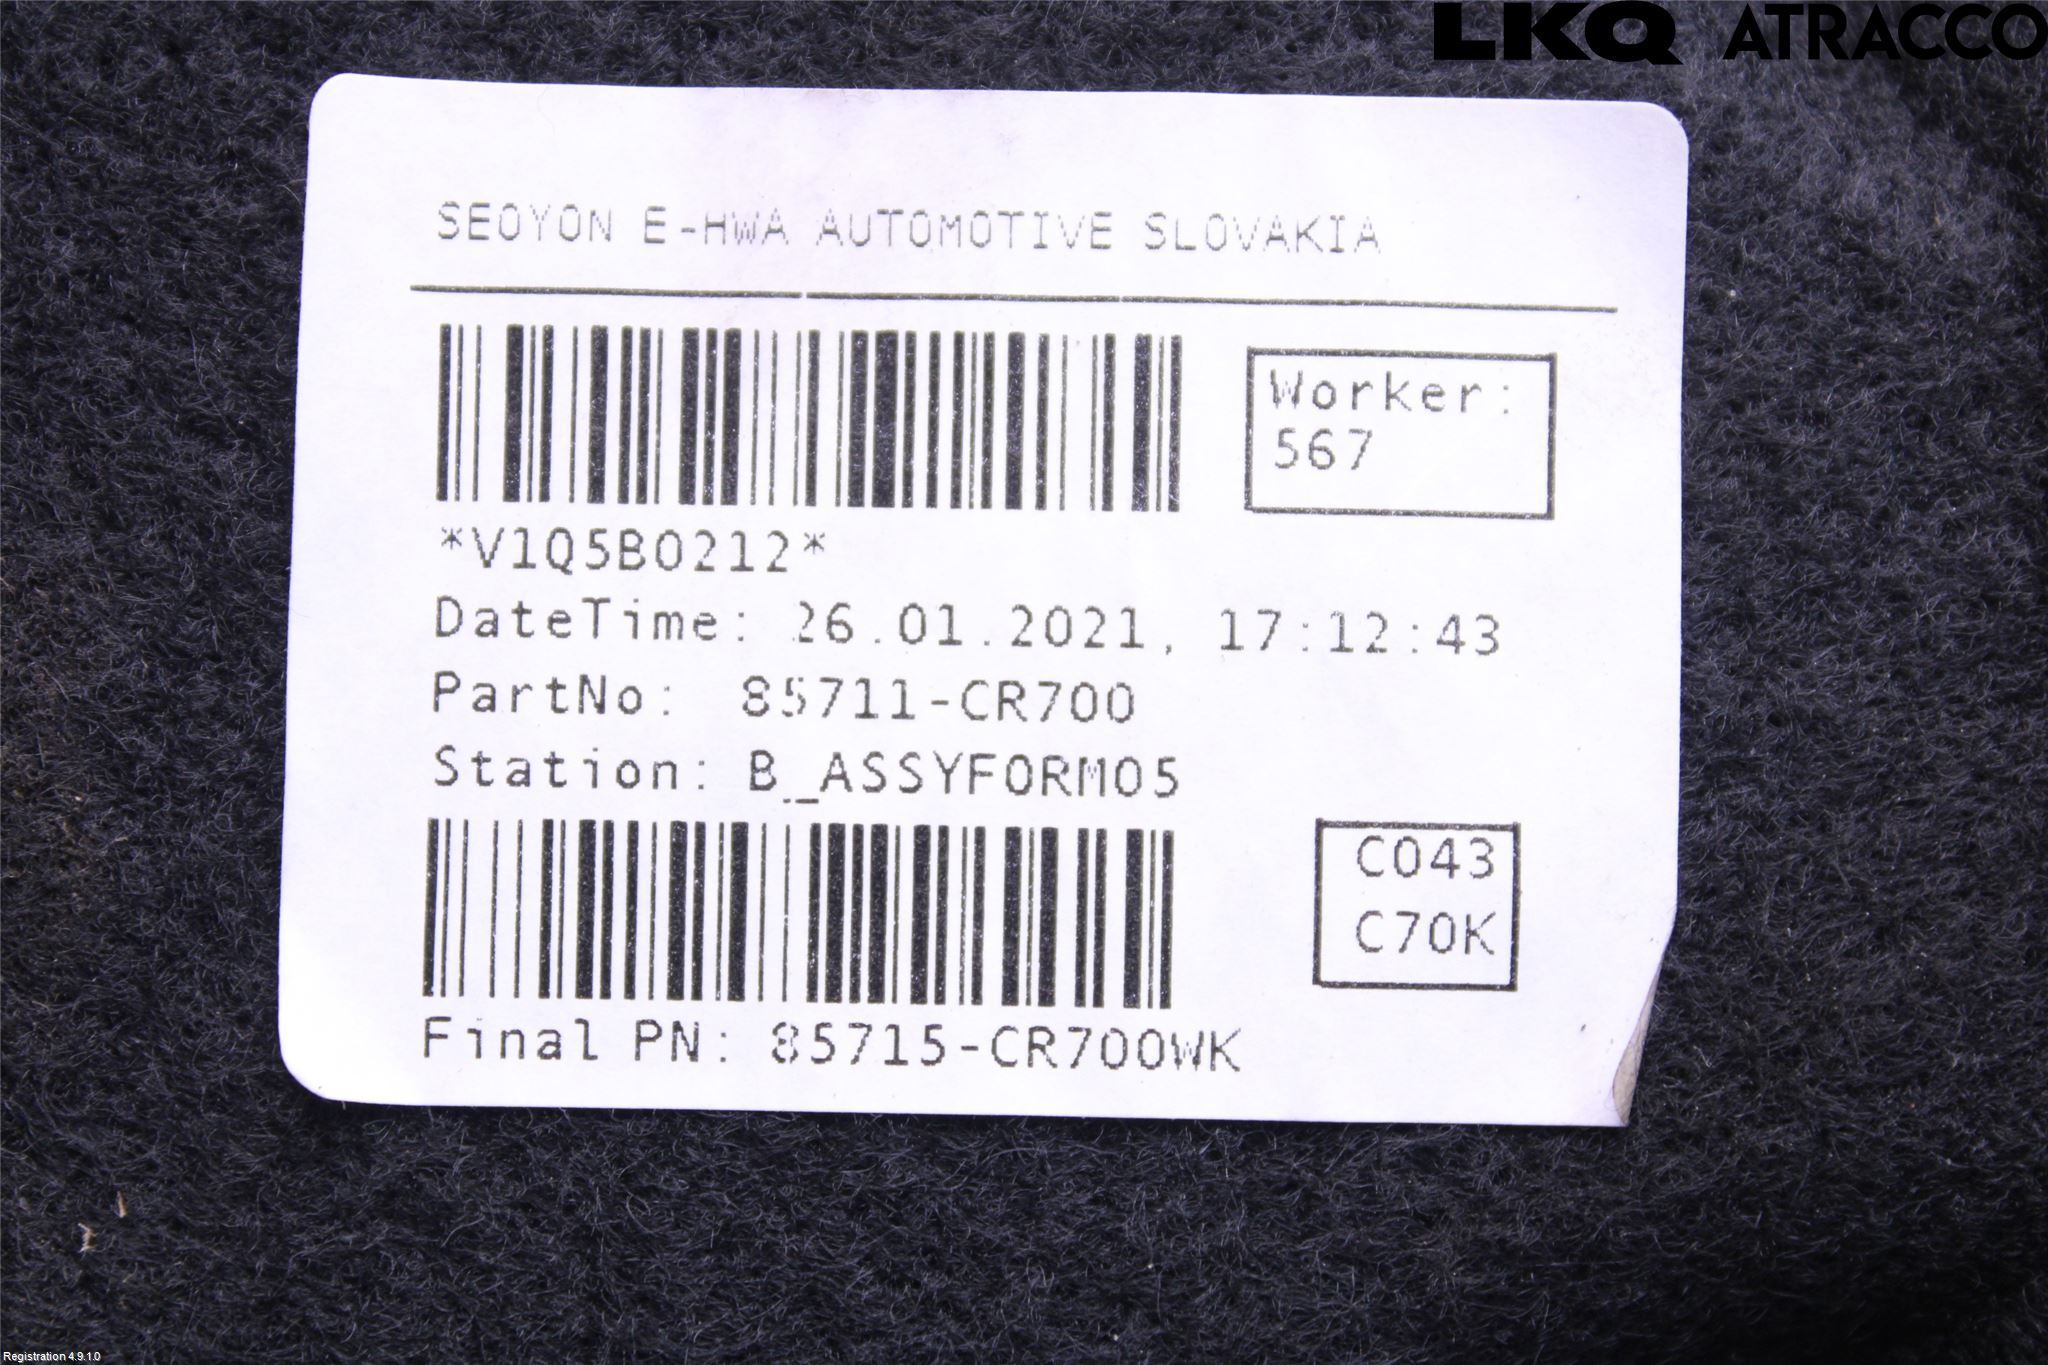 LKQ ATRACCO
SEOYON E-HWA AUTOMOTIVE SLOVAKIA
Worker:
567
*V1Q5B0212*
DateTime: 26.01.2021, 17:12:43
PartNo: 85711-CR700
Station: B_ASSYFORM05
C043
C70K
Final PN: 85715-CR700WK
Registration 4.9.1.0